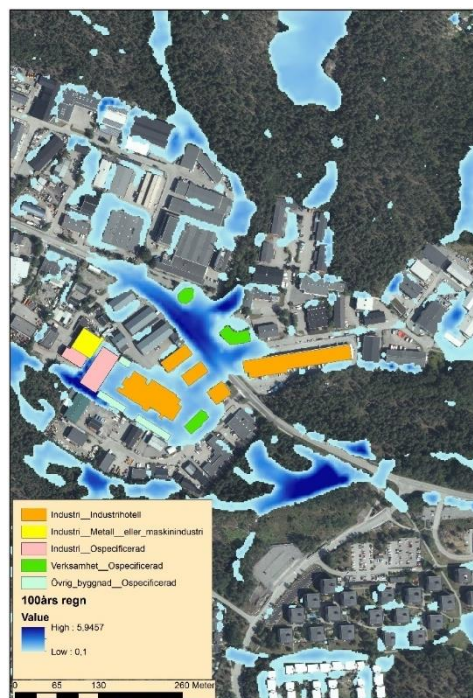 Industri__Industrihotell
Industri__Metall__eller_maskinindustri
Industri__Ospecificerad
Verksamhet__Ospecificerad
Övrig_byggnad__Ospecificerad
100års regn
Value
High : 5,9457
Low : 0,1
0 65 130 260 Meter